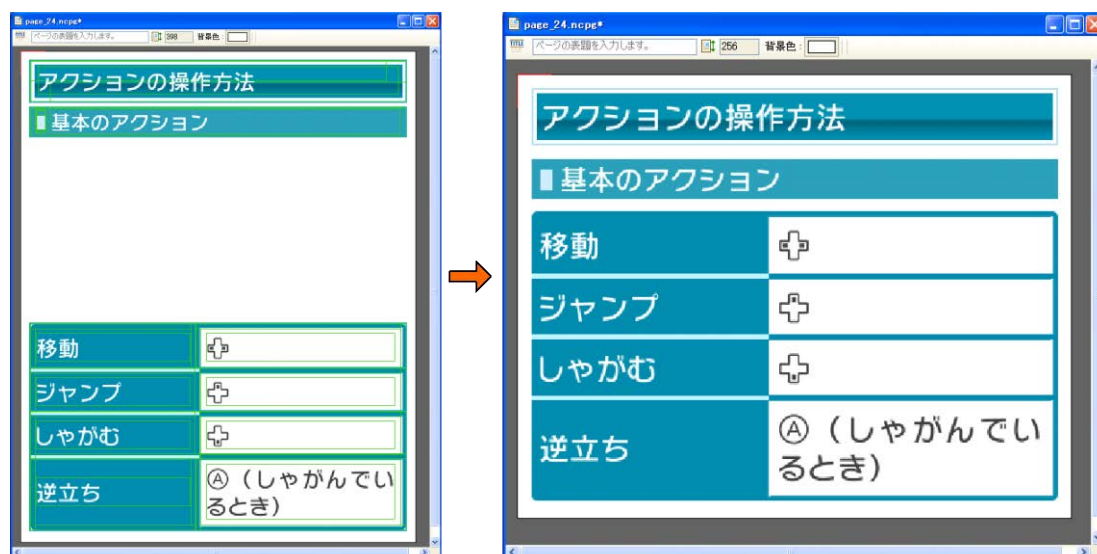 page_24.ncpg*
ページの表題を入力します。 398 背景色:
アクションの操作方法
基本のアクション
移動
ジャンプ
しゃがむ
逆立ち
Ⓐ（しゃがんでい
るとき）
page_24.ncpg*
TITLE ページの表題を入力します。 256 背景色:
アクションの操作方法
基本のアクション
移動
ジャンプ
しゃがむ
逆立ち
Ⓐ（しゃがんでい
るとき）